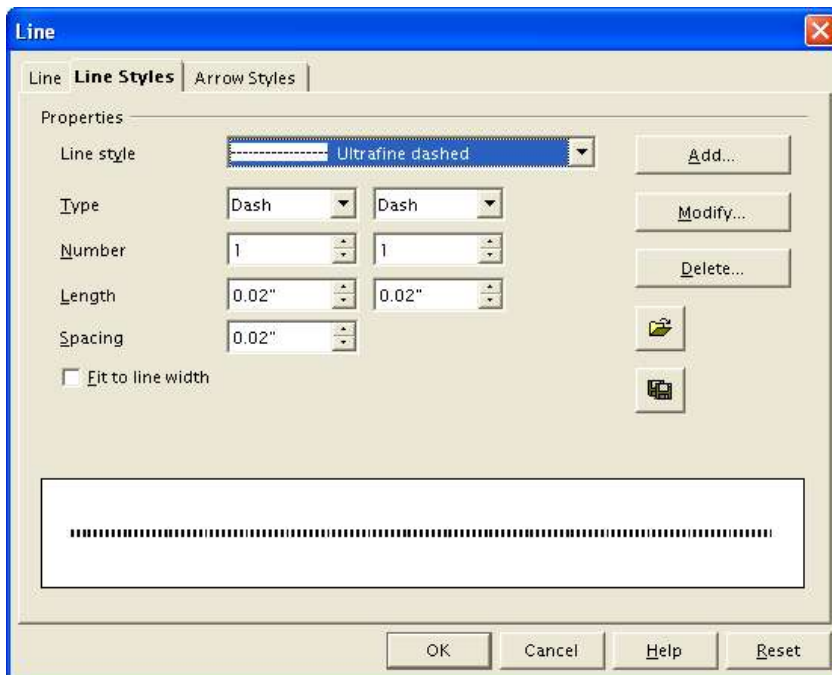 Line
Line Line Styles Arrow Styles
Properties
Line style Ultrafine dashed Add...
Type Dash Dash Modify...
Number 1 1
Delete...
Length 0.02" 0.02"
Spacing 0.02"
Fit to line width
OK Cancel Help Reset